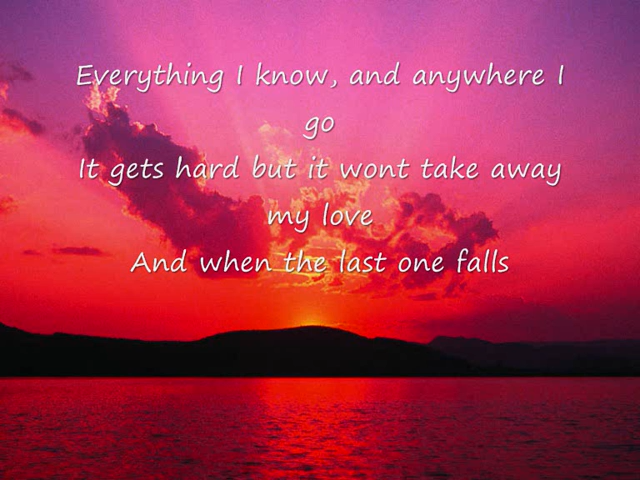 Everything I know, and anywhere I
go
It gets hard but it wont take away
my love
And when the last one falls